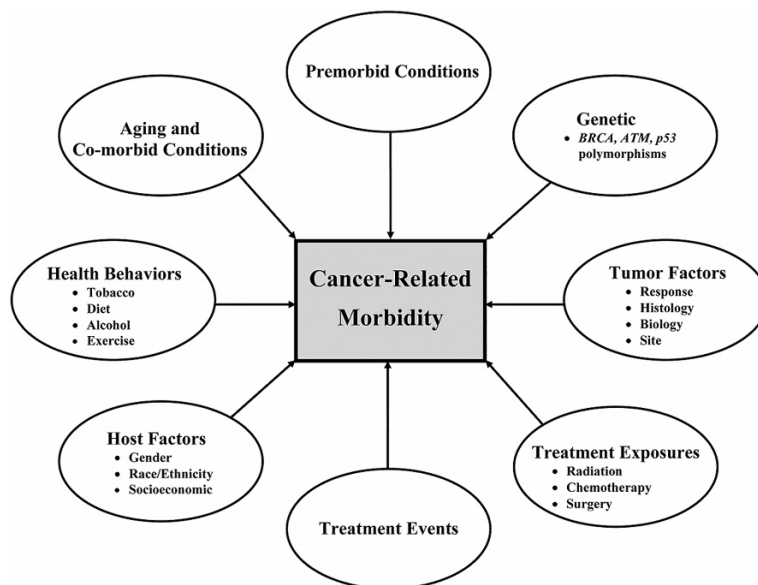 Premorbid Conditions
Aging and
Co-morbid Conditions
Genetic
• BRCA, ATM, p53
polymorphisms
Health Behaviors
• Tobacco
• Diet
• Alcohol
• Exercise
Cancer-Related
Morbidity
Tumor Factors
• Response
• Histology
• Biology
• Site
Host Factors
• Gender
• Race/Ethnicity
• Socioeconomic
Treatment Exposures
• Radiation
• Chemotherapy
• Surgery
Treatment Events